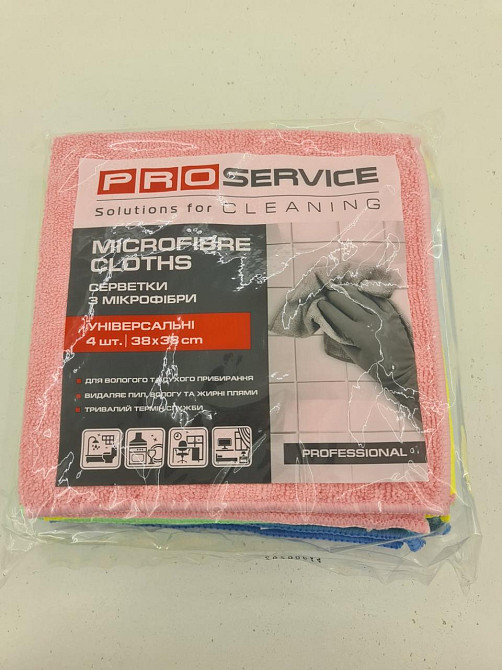 PRO SERVICE
Solutions for CLEANING
MICROFIBRE
CLOTHS
СЕРВЕТКИ
З МІКРОФІБРИ
УНІВЕРСАЛЬНІ
4 шт. | 38x38 cm
ДЛЯ ВОЛОГОГО ТА СУХОГО ПРИБИРАННЯ
ВИДАЛЯЄ ПИЛ, ВОЛОГУ ТА ЖИРНІ ПЛЯМИ
ТРИВАЛИЙ ТЕРМІН СЛУЖБИ
PROFESSIONAL